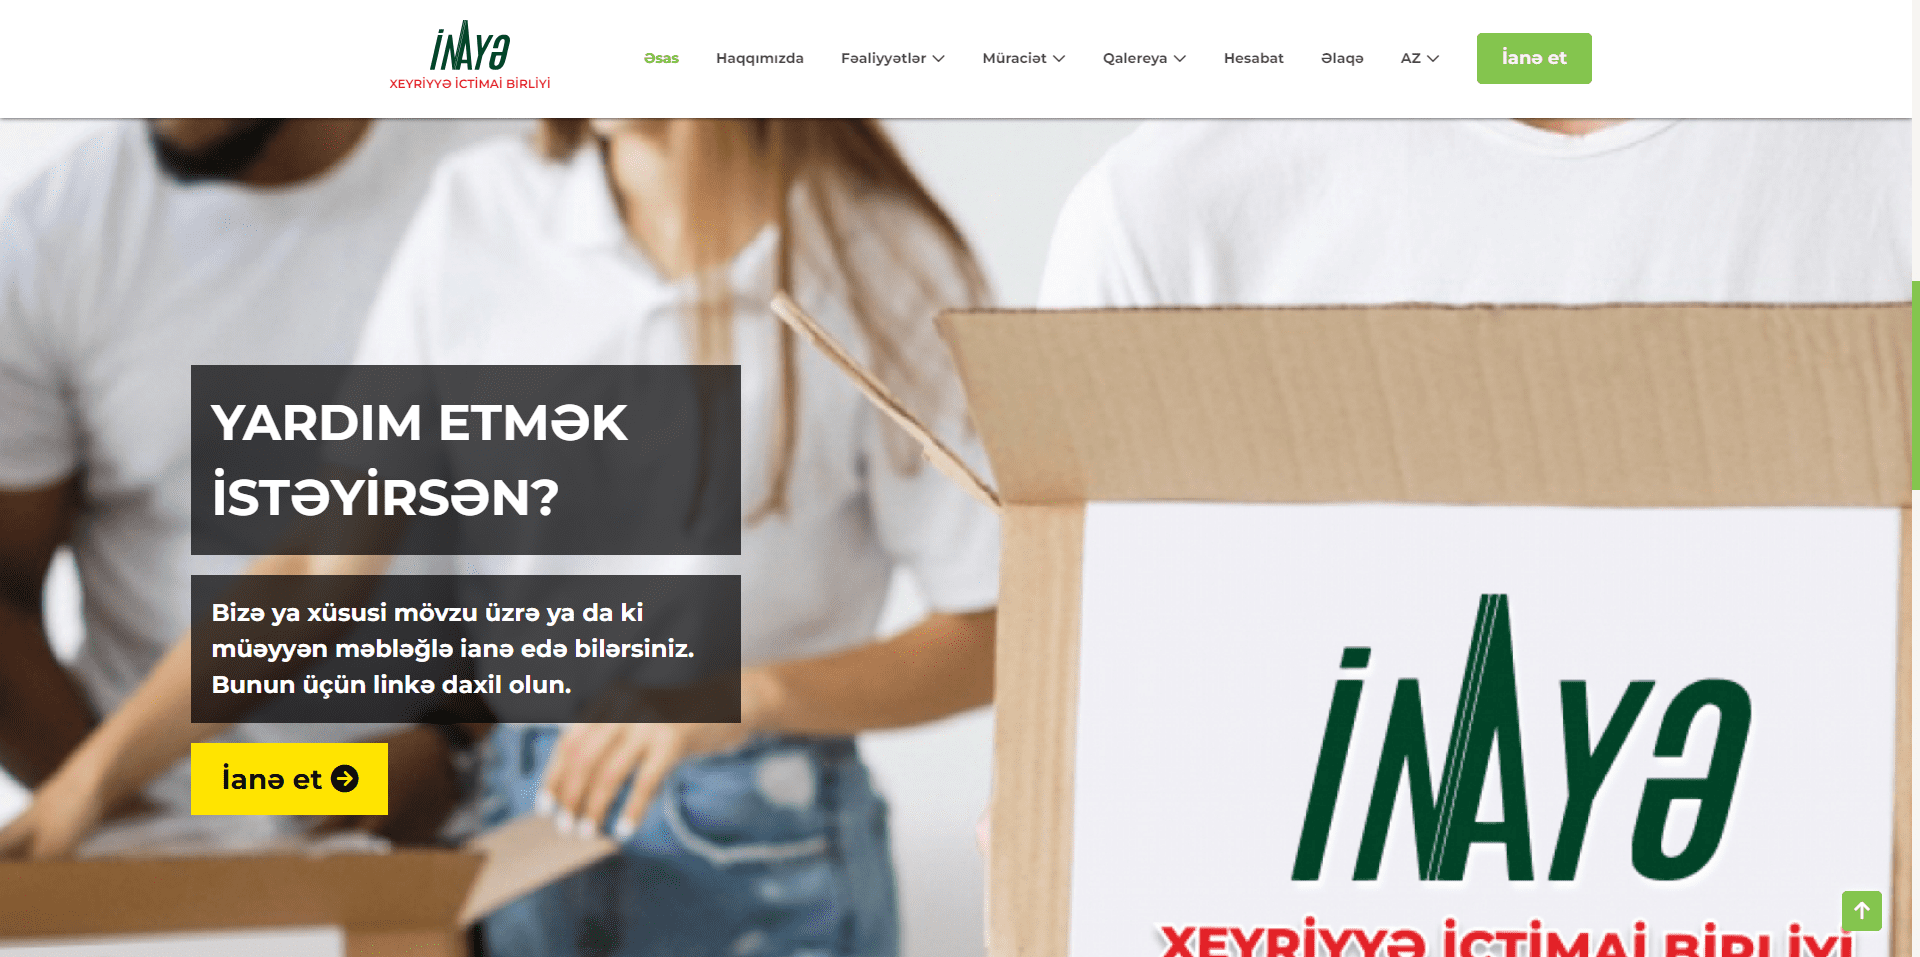 İNAYƏ
XEYRİYYƏ İCTİMAİ BİRLİYİ
Əsas Haqqımızda Fəaliyyətlər Müraciət Qalereya Hesabat Əlaqə AZ İanə et
YARDIM ETMƏK
İSTƏYİRSƏN?
Bizə ya xüsusi mövzu üzrə ya da ki
müəyyən məbləğlə ianə edə bilərsiniz.
Bunun üçün linkə daxil olun.
İanə et
İNAYƏ
XEYRİYYƏ İCTİMAİ BİRLİYİ